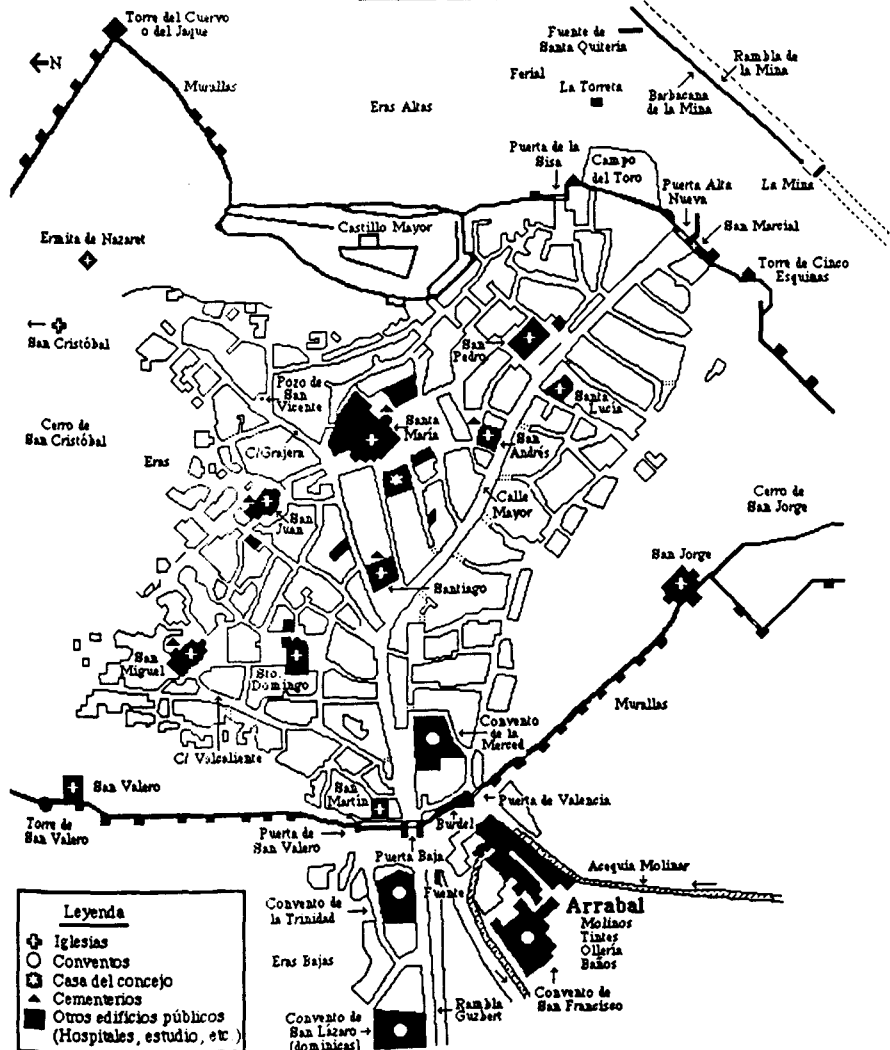 Torre del Cuervo
o del Jaque
N
Murallas
Fuente de
Santa Quiteria
Rambla de
la Mina
Ferial
La Torreta
Barbacana
de la Mina
Eras Altas
Puerta de la
Sisa
Campo
del Toro
Puerta Alta
Nueva
La Mina
San Marcial
Castillo Mayor
Ermita de Nazaret
Torre de Cinco
Esquinas
San Cristóbal
San
Pedro
Pozo de
San
Vicente
Santa
Lucía
Santa
María
Cerro de
San Cristóbal
C/Grajera
San
Andrés
Eras
Calle
Mayor
Cerro de
San Jorge
San
Juan
San Jorge
Santiago
San
Miguel
Sto.
Domingo
Murallas
Convento
de la
Merced
C/ Valcaliente
San Valero
San
Martín
Puerta de Valencia
Torre de
San Valero
Puerta de
San Valero
Burdel
Puerta Baja
Acequia Molinar
Fuente
Convento de
la Trinidad
Arrabal
Molinos
Tintes
Ollería
Baños
Eras Bajas
Convento de
San Francisco
Rambla
Guzbert
Convento de
San Lázaro
(dominicas)
Leyenda
Iglesias
Conventos
Casa del concejo
Cementerios
Otros edificios públicos
(Hospitales, estudio, etc.)